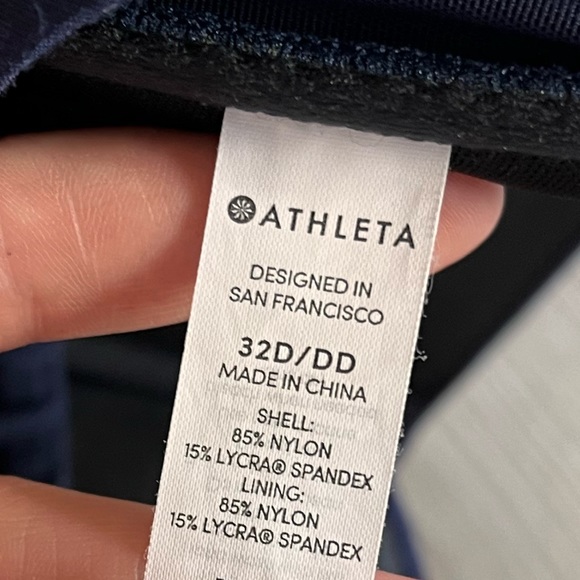 ATHLETA
DESIGNED IN
SAN FRANCISCO
32D/DD
MADE IN CHINA
SHELL:
85% NYLON
15% LYCRA® SPANDEX
LINING:
85% NYLON
15% LYCRA® SPANDEX